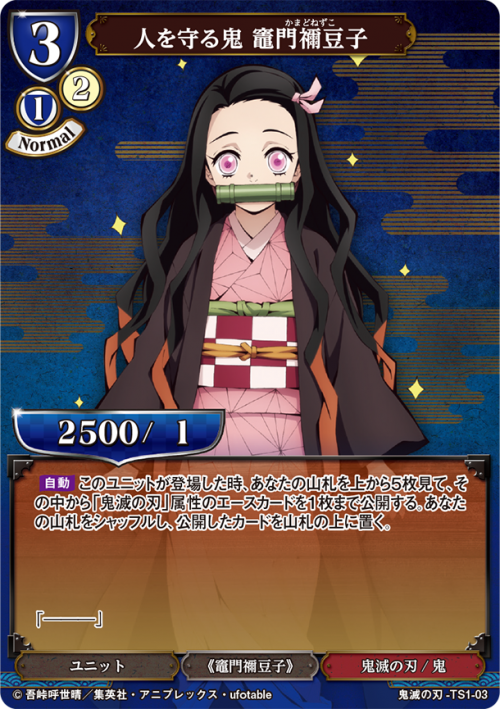 3
かまどねずこ
人を守る鬼 竈門禰豆子
2
1
Normal
2500/ 1
自動 このユニットが登場した時、あなたの山札を上から5枚見て、そ
の中から「鬼滅の刃」属性のエースカードを1枚まで公開する。あなた
の山札をシャッフルし、公開したカードを山札の上に置く。
「―――」
ユニット
《竈門禰豆子》
鬼滅の刃 / 鬼
© 吾峠呼世晴／集英社・アニプレックス・ufotable
鬼滅の刃 -TS1-03